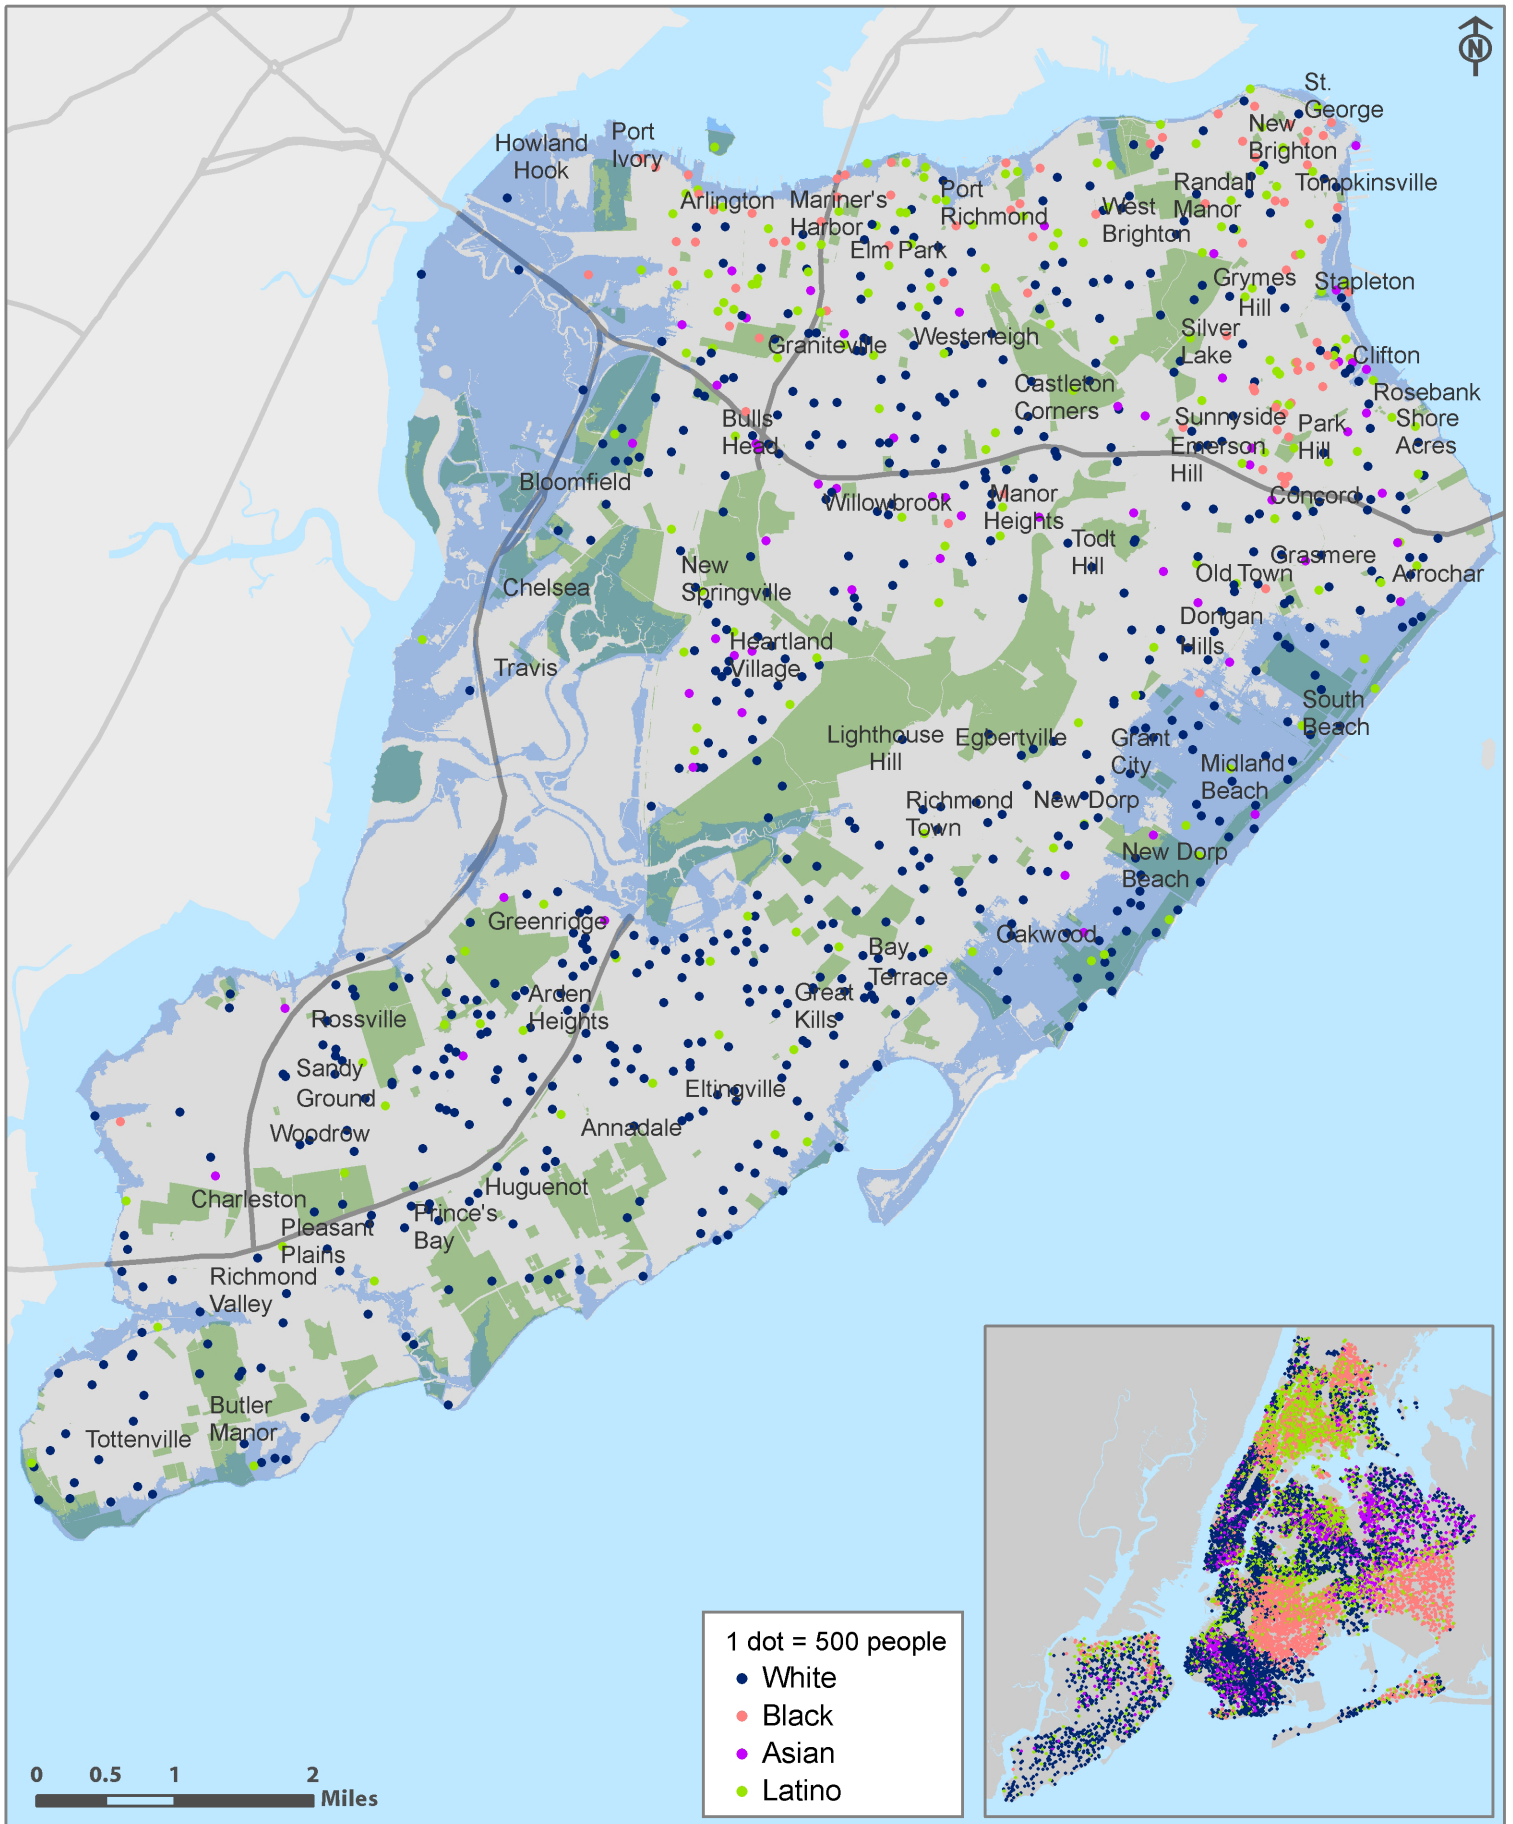 N
St.
George
New
Brighton
Howland
Hook
Port
Ivory
Arlington
Mariner's
Harbor
Port
Richmond
Randall
Manor
Tompkinsville
West
Brighton
Elm Park
Grymes
Hill
Stapleton
Graniteville
Westerleigh
Silver
Lake
Clifton
Castleton
Corners
Rosebank
Bulls
Head
Sunnyside
Park
Hill
Shore
Acres
Emerson
Hill
Bloomfield
Willowbrook
Manor
Heights
Concord
Todt
Hill
Grasmere
New
Springville
Chelsea
Old Town
Arrochar
Dongan
Hills
Heartland
Village
Travis
South
Beach
Lighthouse
Hill
Egbertville
Grant
City
Midland
Beach
Richmond
Town
New Dorp
New Dorp
Beach
Greenridge
Oakwood
Bay
Terrace
Arden
Heights
Great
Kills
Rossville
Sandy
Ground
Eltingville
Woodrow
Annadale
Charleston
Huguenot
Pleasant
Plains
Prince's
Bay
Richmond
Valley
Butler
Manor
Tottenville
1 dot = 500 people
White
Black
Asian
Latino
0 0.5 1 2
Miles